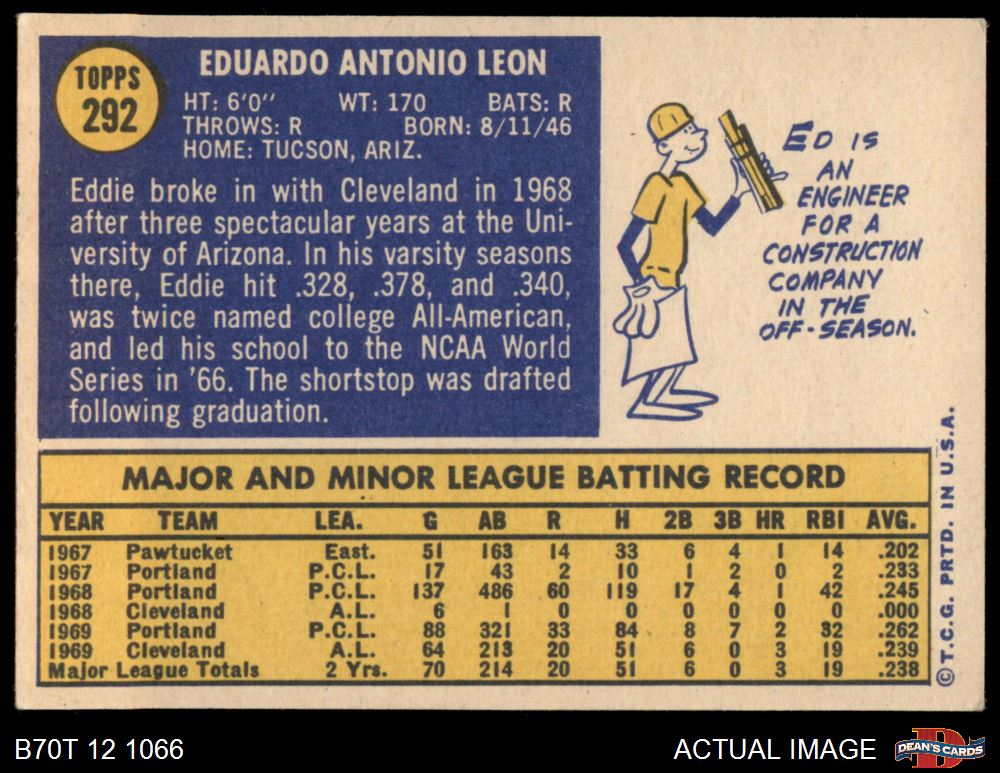 TOPPS
292
EDUARDO ANTONIO LEON
HT: 6'0" WT: 170 BATS: R
THROWS: R BORN: 8/11/46
HOME: TUCSON, ARIZ.
Eddie broke in with Cleveland in 1968
after three spectacular years at the Uni-
versity of Arizona. In his varsity seasons
there, Eddie hit .328, .378, and .340,
was twice named college All-American,
and led his school to the NCAA World
Series in '66. The shortstop was drafted
following graduation.
ED IS
AN
ENGINEER
FOR A
CONSTRUCTION
COMPANY
IN THE
OFF-SEASON.
MAJOR AND MINOR LEAGUE BATTING RECORD
YEAR TEAM LEA. G AB R H 2B 3B HR RBI AVG.
1967 Pawtucket East. 51 163 14 33 6 4 1 14 .202
1967 Portland P.C.L. 17 43 2 10 1 2 0 2 .233
1968 Portland P.C.L. 137 486 60 119 17 4 1 42 .245
1968 Cleveland A.L. 6 1 0 0 0 0 0 0 .000
1969 Portland P.C.L. 88 321 33 84 8 7 2 32 .262
1969 Cleveland A.L. 64 213 20 51 6 0 3 19 .239
Major League Totals 2 Yrs. 70 214 20 51 6 0 3 19 .238
©T.C.G. PRTD. IN U.S.A.
B70T 12 1066
ACTUAL IMAGE
D
DEAN'S CARDS